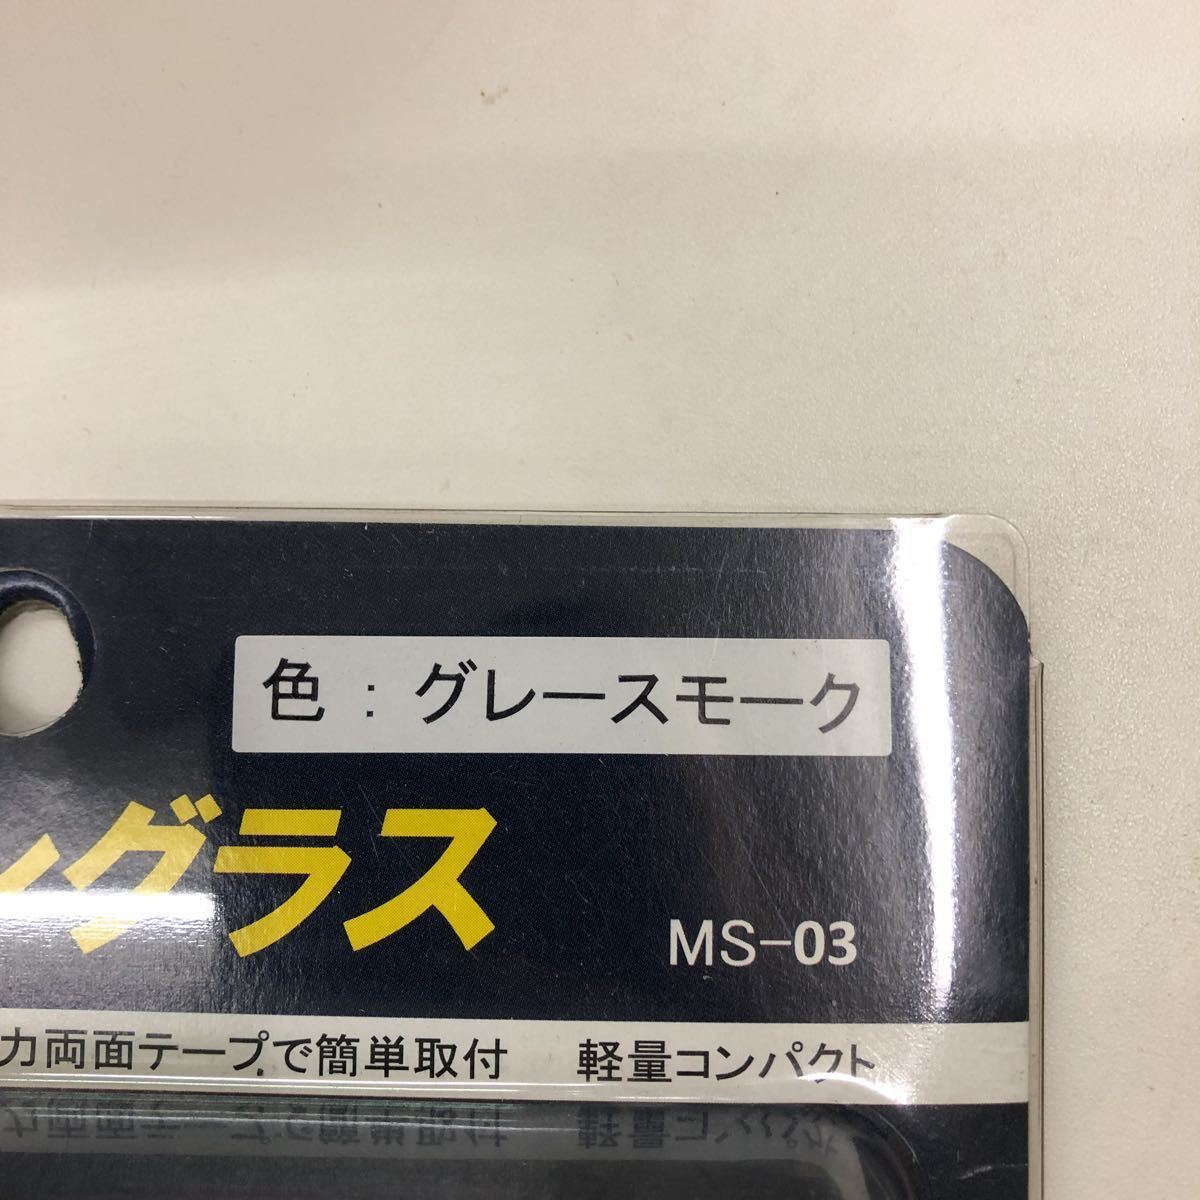 色 : グレースモーク
ングラス
MS-03
力両面テープで簡単取付 軽量コンパクト